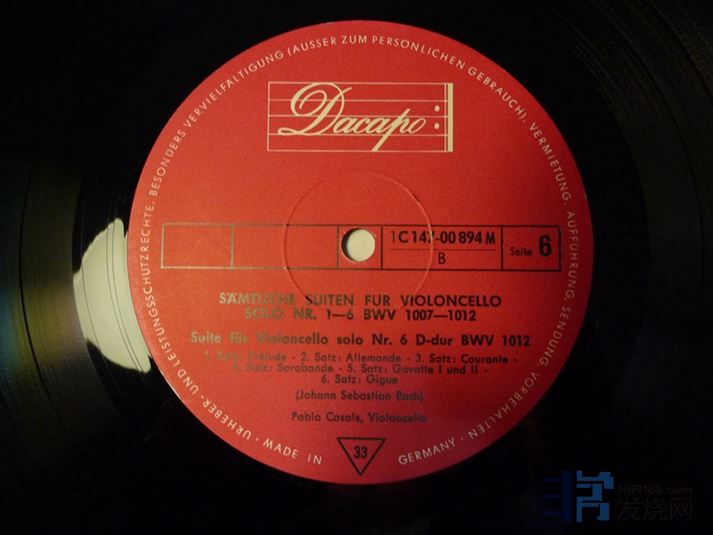 URHEBER- UND LEISTUNGSSCHUTZRECHTE, BESONDERS VERVIELFÄLTIGUNG (AUSSER ZUM PERSÖNLICHEN GEBRAUCH), VERMIETUNG, AUFFÜHRUNG, SENDUNG VORBEHALTEN
Dacapo
1C 147-00 894 M
B
Seite 6
SÄMTLICHE SUITEN FÜR VIOLONCELLO
SOLO NR. 1—6 BWV 1007—1012
Suite für Violoncello solo Nr. 6 D-dur BWV 1012
1. Satz: Prélude - 2. Satz: Allemande - 3. Satz: Courante -
4. Satz: Sarabande - 5. Satz: Gavotte I und II -
6. Satz: Gigue
(Johann Sebastian Bach)
Pablo Casals, Violoncello
33
MADE IN GERMANY
HIFI168.com
发烧网